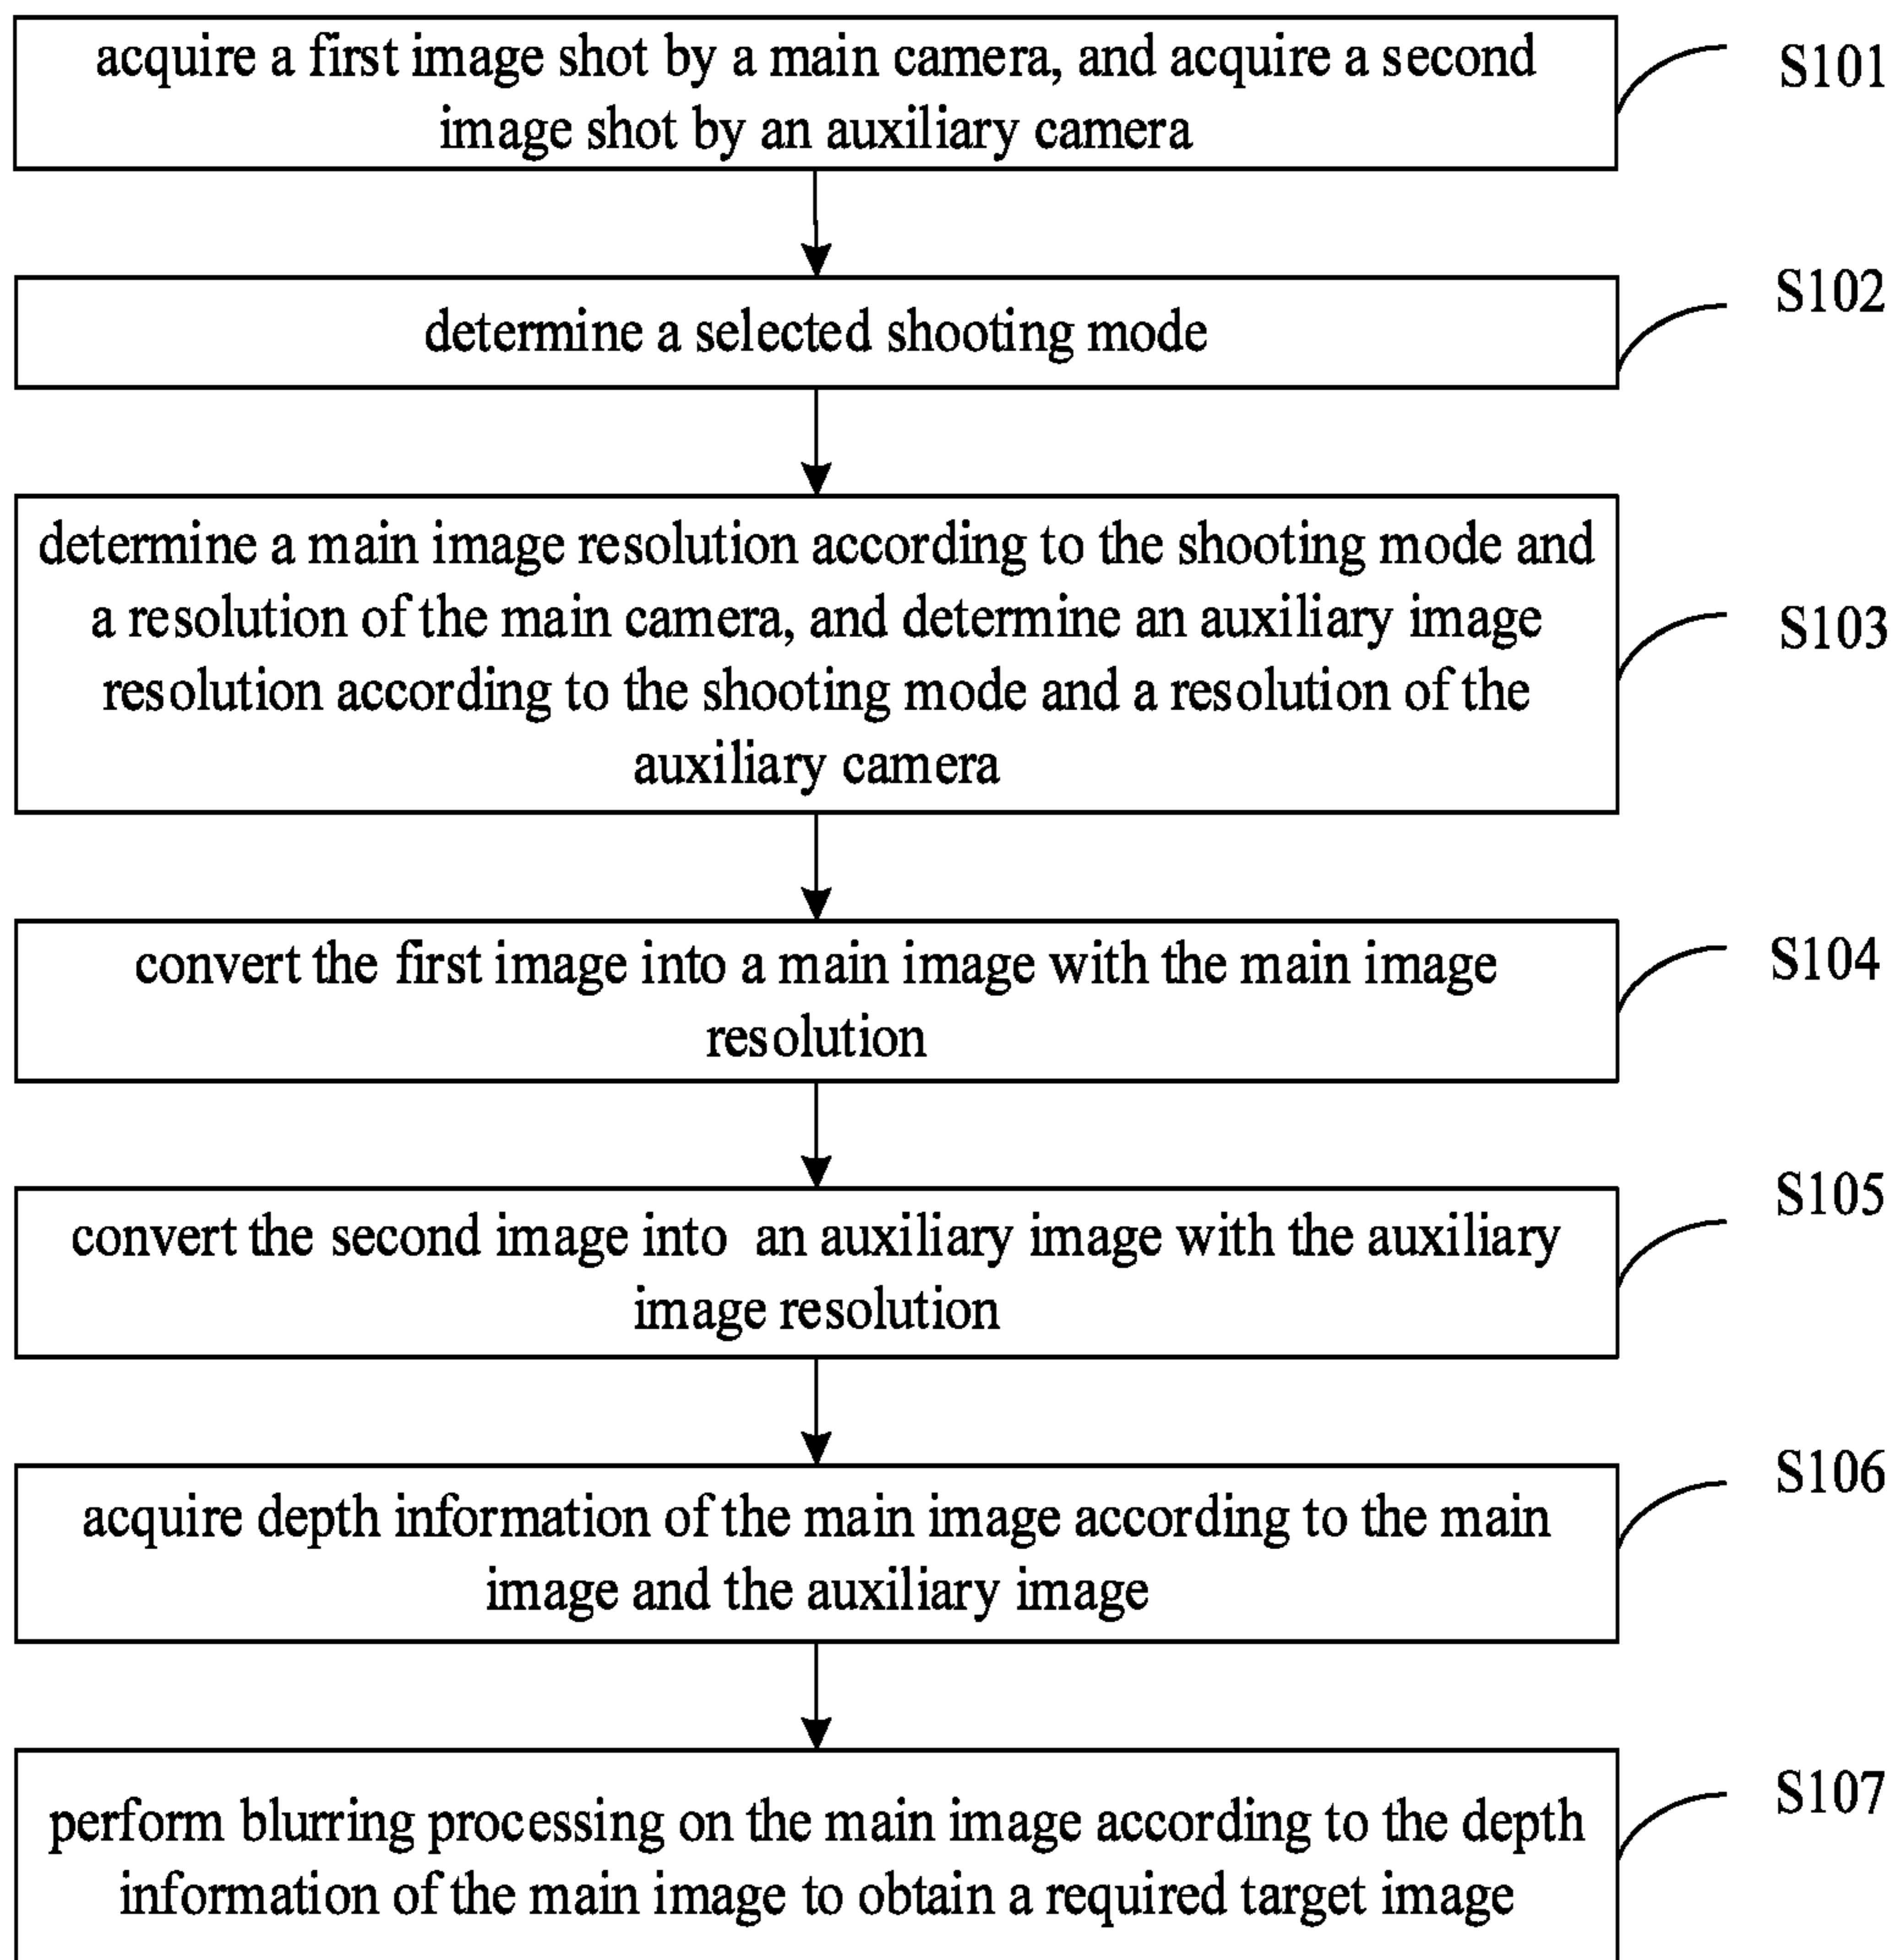 acquire a first image shot by a main camera, and acquire a second
image shot by an auxiliary camera
S101
determine a selected shooting mode
S102
determine a main image resolution according to the shooting mode and
a resolution of the main camera, and determine an auxiliary image
resolution according to the shooting mode and a resolution of the
auxiliary camera
S103
convert the first image into a main image with the main image
resolution
S104
convert the second image into an auxiliary image with the auxiliary
image resolution
S105
acquire depth information of the main image according to the main
image and the auxiliary image
S106
perform blurring processing on the main image according to the depth
information of the main image to obtain a required target image
S107